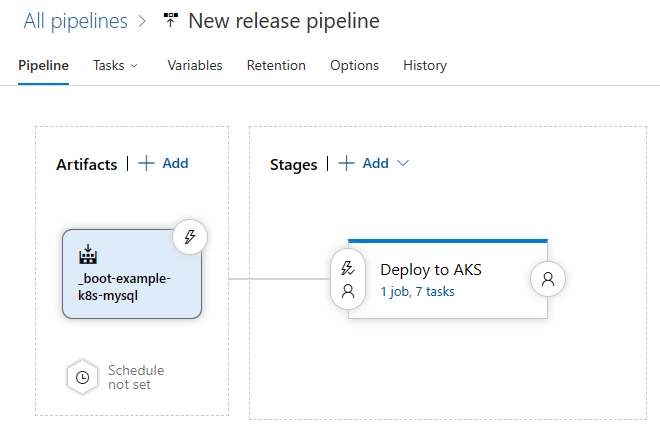 All pipelines > New release pipeline
Pipeline Tasks Variables Retention Options History
Artifacts | + Add
Stages | + Add
_boot-example-
k8s-mysql
Deploy to AKS
1 job, 7 tasks
Schedule
not set